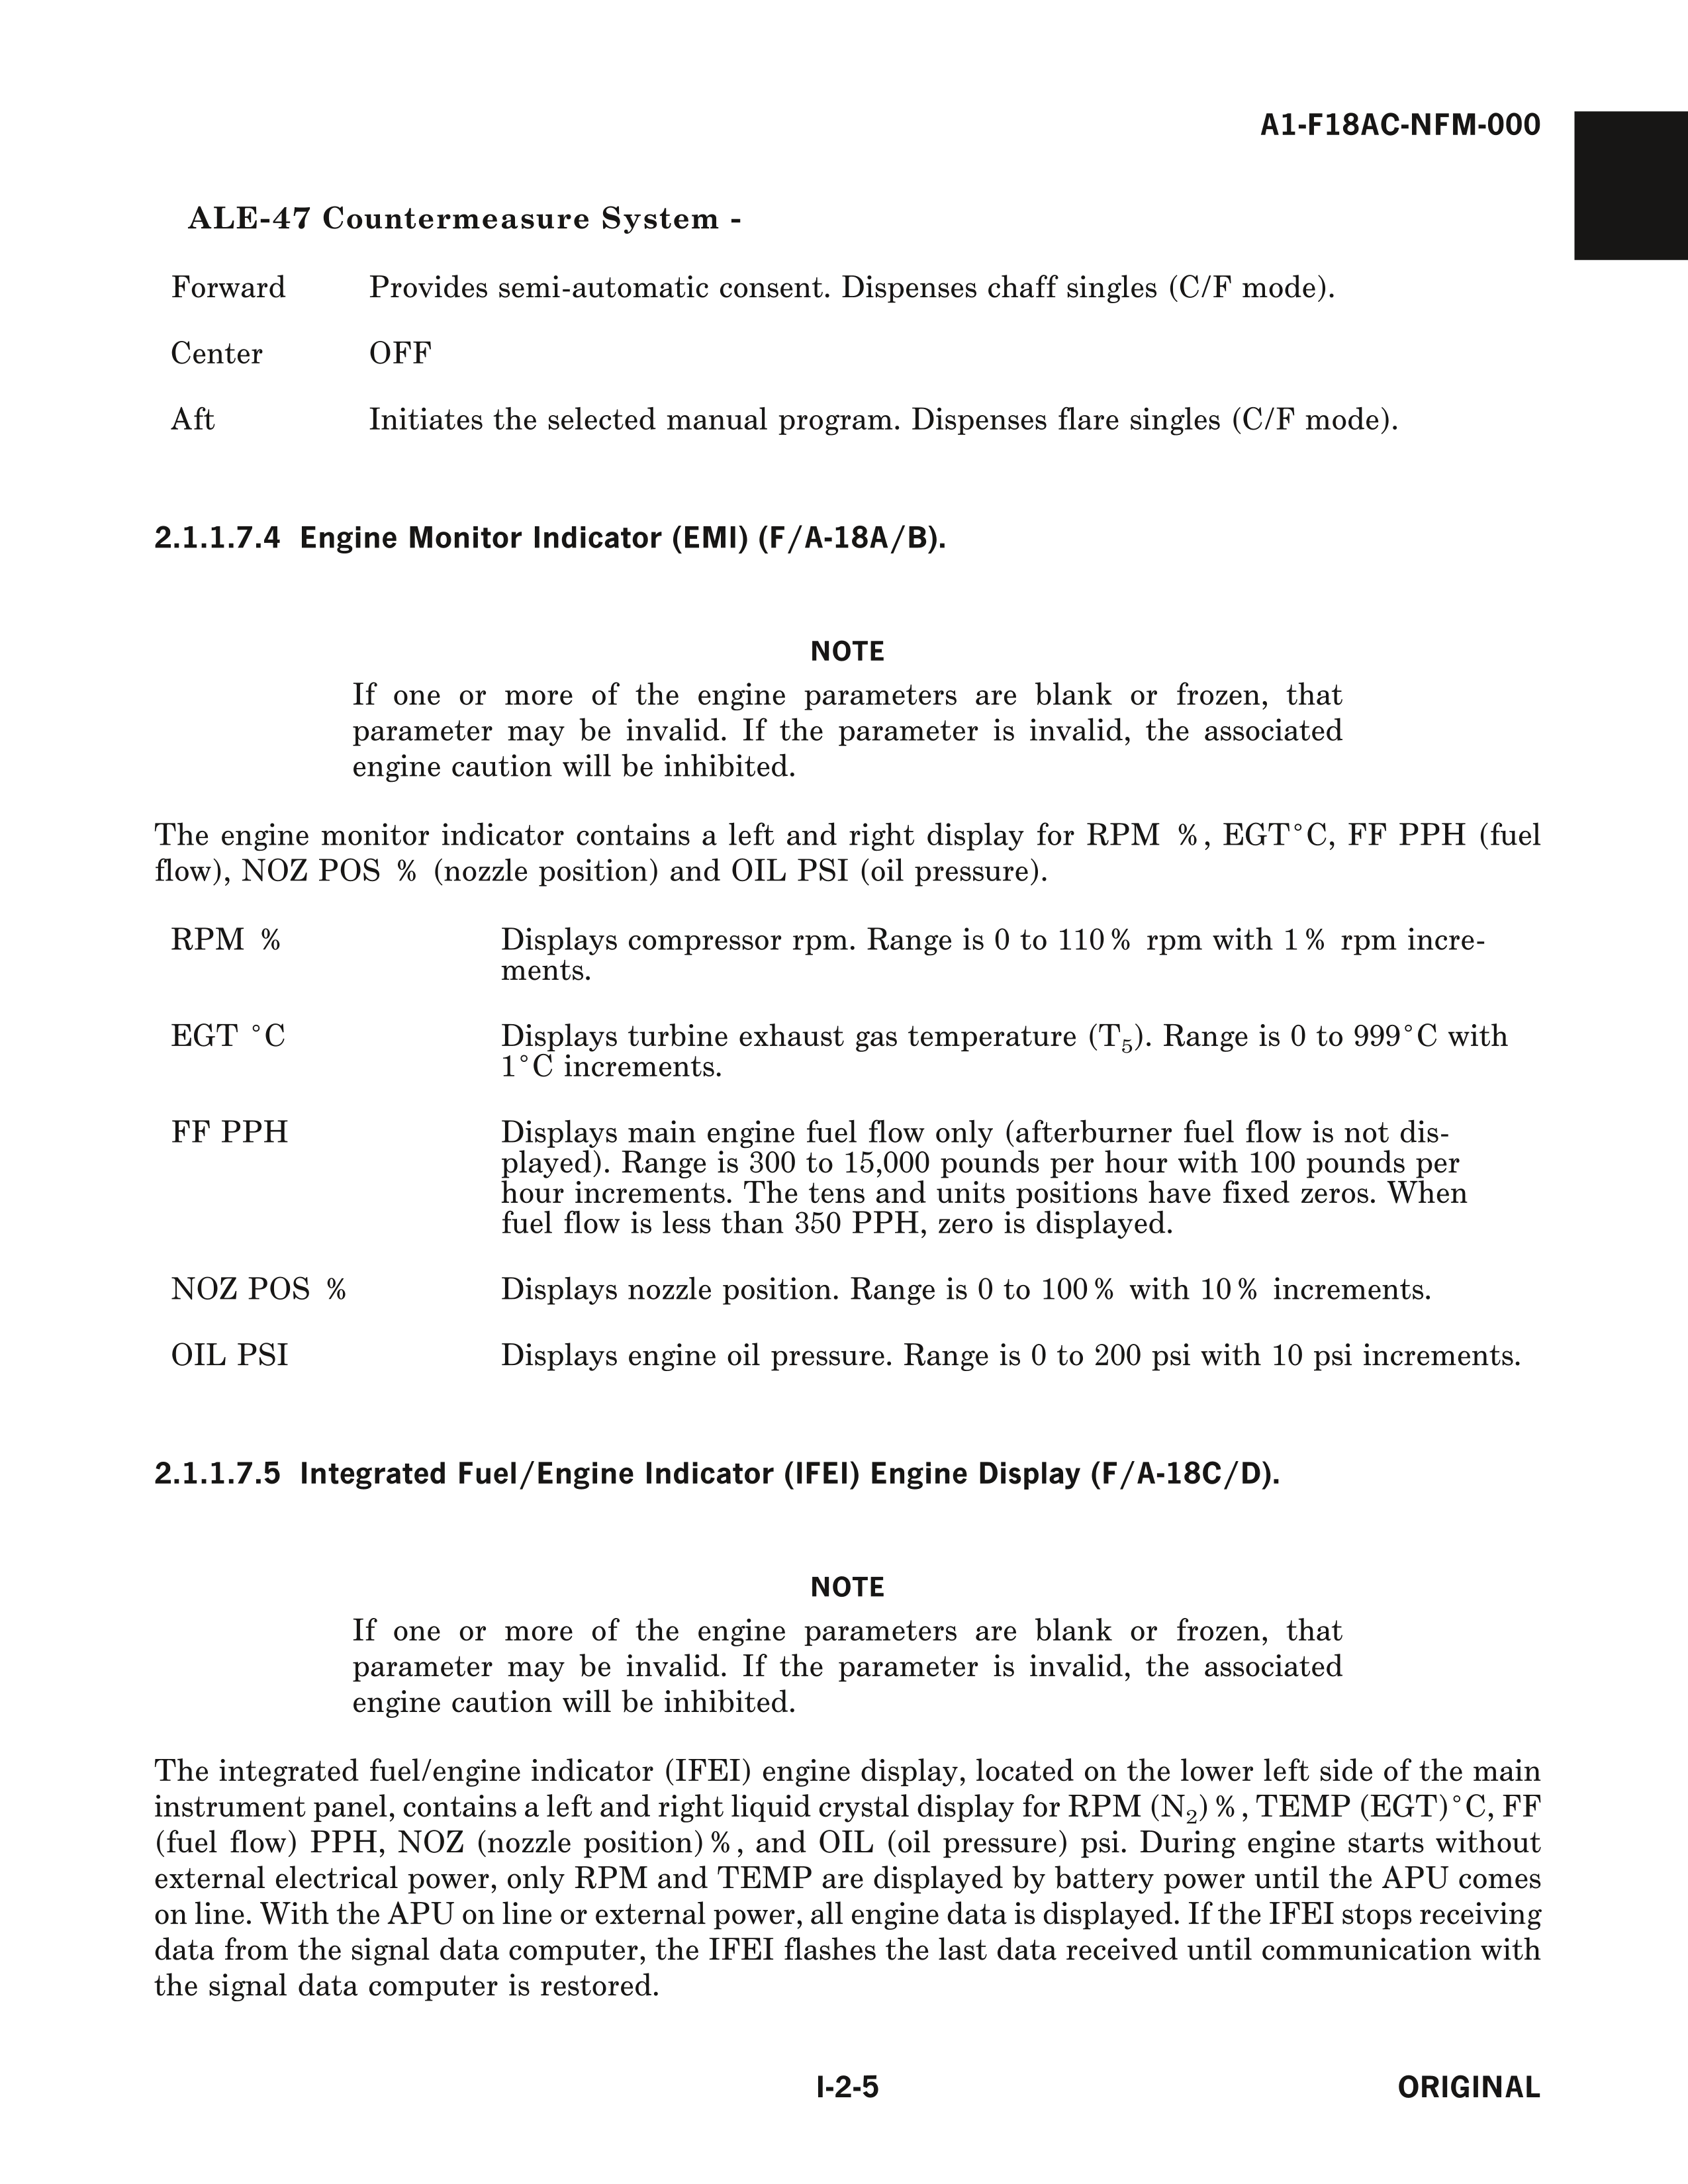 A1-F18AC-NFM-000
ALE-47 Countermeasure System -
Forward Provides semi-automatic consent. Dispenses chaff singles (C/F mode).
Center OFF
Aft Initiates the selected manual program. Dispenses flare singles (C/F mode).
2.1.1.7.4 Engine Monitor Indicator (EMI) (F/A-18A/B).
NOTE
If one or more of the engine parameters are blank or frozen, that
parameter may be invalid. If the parameter is invalid, the associated
engine caution will be inhibited.
The engine monitor indicator contains a left and right display for RPM %, EGT°C, FF PPH (fuel
flow), NOZ POS % (nozzle position) and OIL PSI (oil pressure).
RPM % Displays compressor rpm. Range is 0 to 110% rpm with 1% rpm incre-
ments.
EGT °C Displays turbine exhaust gas temperature (T₅). Range is 0 to 999°C with
1°C increments.
FF PPH Displays main engine fuel flow only (afterburner fuel flow is not dis-
played). Range is 300 to 15,000 pounds per hour with 100 pounds per
hour increments. The tens and units positions have fixed zeros. When
fuel flow is less than 350 PPH, zero is displayed.
NOZ POS % Displays nozzle position. Range is 0 to 100% with 10% increments.
OIL PSI Displays engine oil pressure. Range is 0 to 200 psi with 10 psi increments.
2.1.1.7.5 Integrated Fuel/Engine Indicator (IFEI) Engine Display (F/A-18C/D).
NOTE
If one or more of the engine parameters are blank or frozen, that
parameter may be invalid. If the parameter is invalid, the associated
engine caution will be inhibited.
The integrated fuel/engine indicator (IFEI) engine display, located on the lower left side of the main
instrument panel, contains a left and right liquid crystal display for RPM (N₂)%, TEMP (EGT)°C, FF
(fuel flow) PPH, NOZ (nozzle position)%, and OIL (oil pressure) psi. During engine starts without
external electrical power, only RPM and TEMP are displayed by battery power until the APU comes
on line. With the APU on line or external power, all engine data is displayed. If the IFEI stops receiving
data from the signal data computer, the IFEI flashes the last data received until communication with
the signal data computer is restored.
I-2-5 ORIGINAL